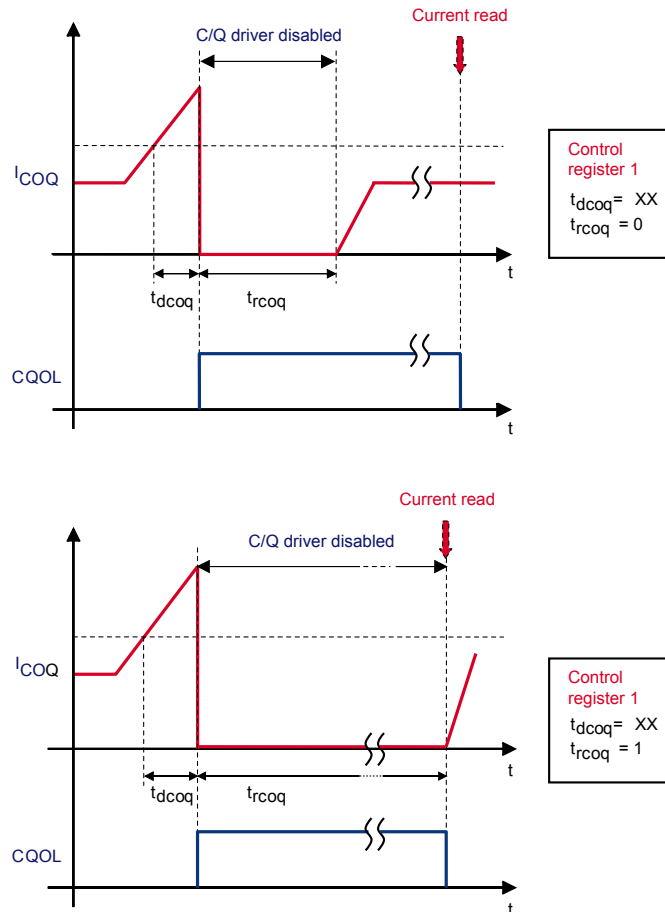 Current read
C/Q driver disabled
ICOQ
Control
register 1
tdcoq= XX
trcoq = 0
t
tdcoq
trcoq
CQOL
t
Current read
C/Q driver disabled
ICOQ
Control
register 1
tdcoq= XX
trcoq = 1
t
tdcoq
trcoq
CQOL
t